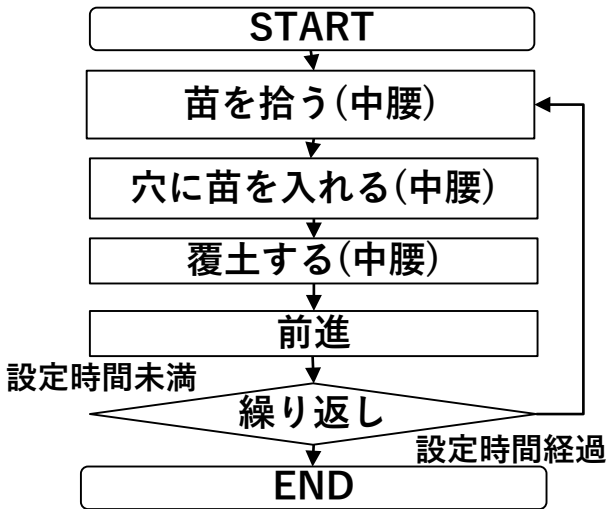 START
苗を拾う(中腰)
穴に苗を入れる(中腰)
覆土する(中腰)
前進
設定時間未満
繰り返し
設定時間経過
END